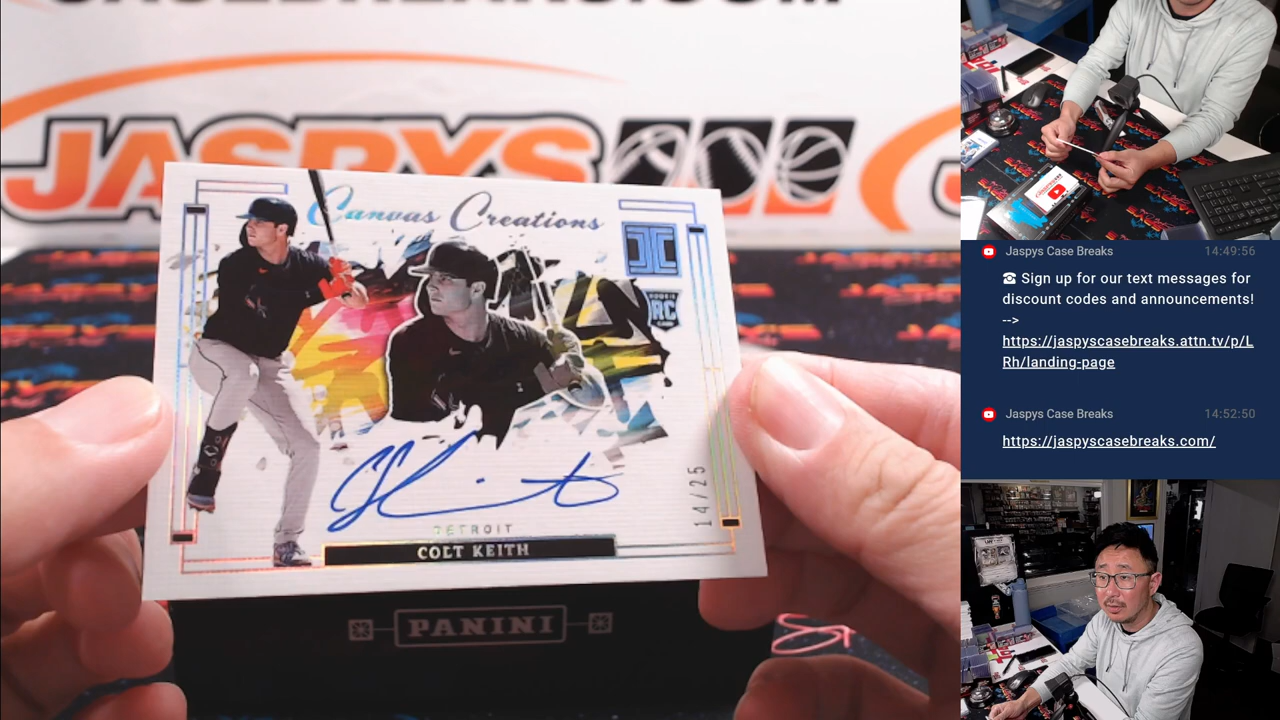 JASPYS
Canvas Creations
ROOKIE
RC
14/25
DETROIT
COLT KEITH
PANINI
Jaspys Case Breaks 14:49:56
☎ Sign up for our text messages for
discount codes and announcements!
-->
https://jaspyscasebreaks.attn.tv/p/L
Rh/landing-page
Jaspys Case Breaks 14:52:50
https://jaspyscasebreaks.com/